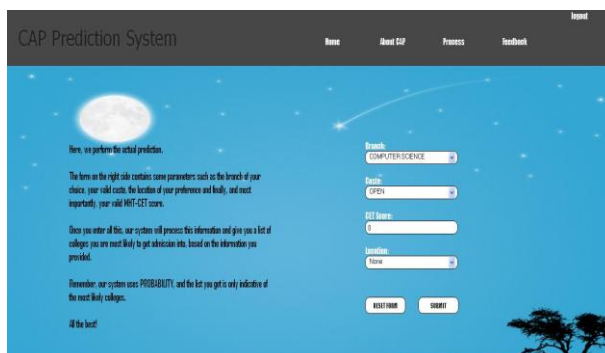 logout
CAP Prediction System
Home About CAP Process Feedback
Here, we perform the actual prediction.
The form on the right side contains some parameters such as the branch of your
choice, your valid caste, the location of your preference and finally, and most
importantly, your valid MHT-CET score.
Once you enter all this, our system will process this information and give you a list of
colleges you are most likely to get admission into, based on the information you
provided.
Remember, our system uses PROBABILITY, and the list you get is only indicative of
the most likely colleges.
All the best!
Branch:
COMPUTER SCIENCE
Caste:
OPEN
CET Score:
0
Location:
None
RESET FORM SUBMIT